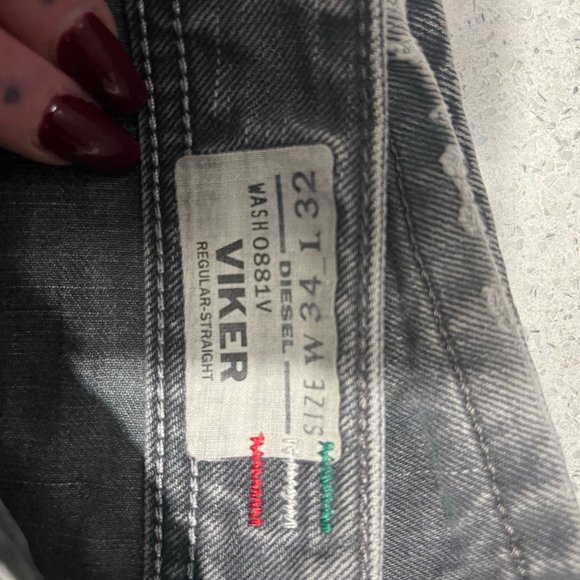 SIZE W 34 L 32
DIESEL
WASH 0881V
VIKER
REGULAR-STRAIGHT